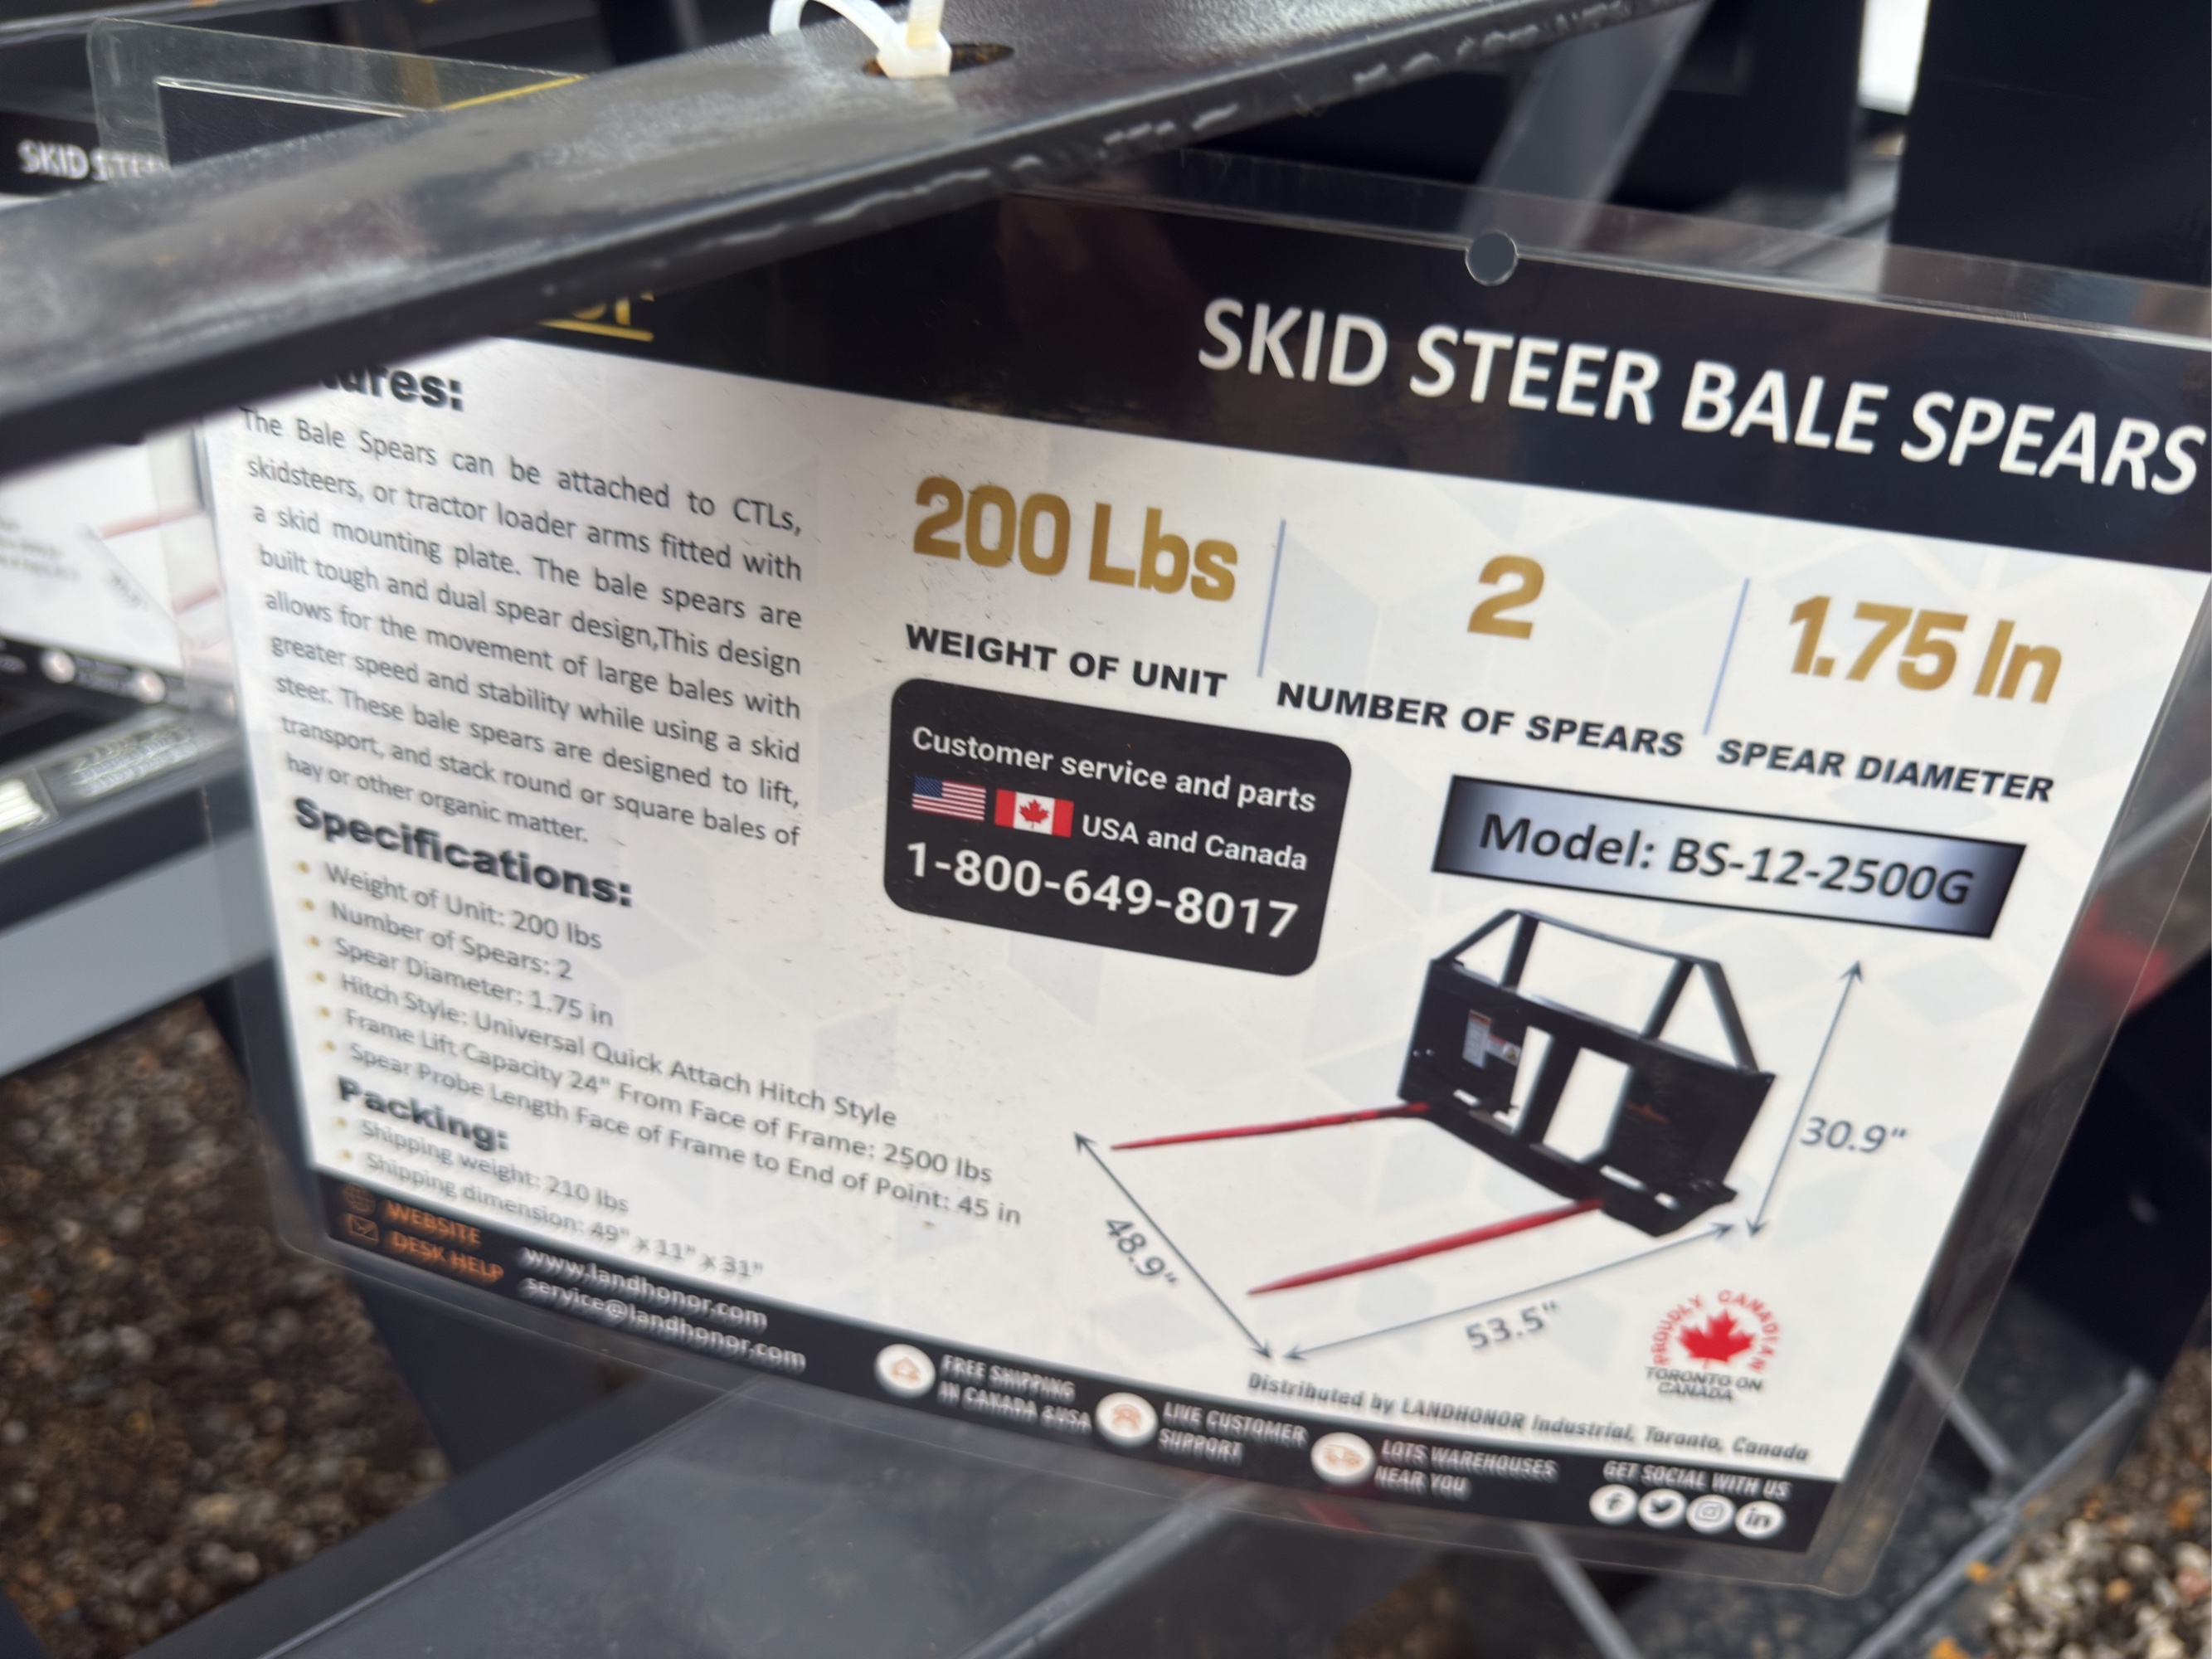 SKID STEER BALE SPEARS
The Bale Spears can be attached to CTLs,
skidsteers, or tractor loader arms fitted with
a skid mounting plate. The bale spears are
built tough and dual spear design,This design
allows for the movement of large bales with
greater speed and stability while using a skid
steer. These bale spears are designed to lift,
transport, and stack round or square bales of
hay or other organic matter.
Specifications:
Weight of Unit: 200 lbs
Number of Spears: 2
Spear Diameter: 1.75 in
Hitch Style: Universal Quick Attach Hitch Style
Frame Lift Capacity 24" From Face of Frame: 2500 lbs
Spear Probe Length Face of Frame to End of Point: 45 in
Packing:
Shipping weight: 210 lbs
Shipping dimension: 49" x 11" x 31"
200 Lbs
WEIGHT OF UNIT
2
NUMBER OF SPEARS
1.75 In
SPEAR DIAMETER
Customer service and parts
USA and Canada
1-800-649-8017
Model: BS-12-2500G
30.9"
48.9"
53.5"
PROUDLY CANADIAN
TORONTO ON
CANADA
Distributed by LANDHONOR Industrial, Toronto, Canada
WEBSITE www.landhonor.com
DESK HELP service@landhonor.com
FREE SHIPPING
IN CANADA &USA
LIVE CUSTOMER
SUPPORT
LOTS WAREHOUSES
NEAR YOU
GET SOCIAL WITH US
SKID